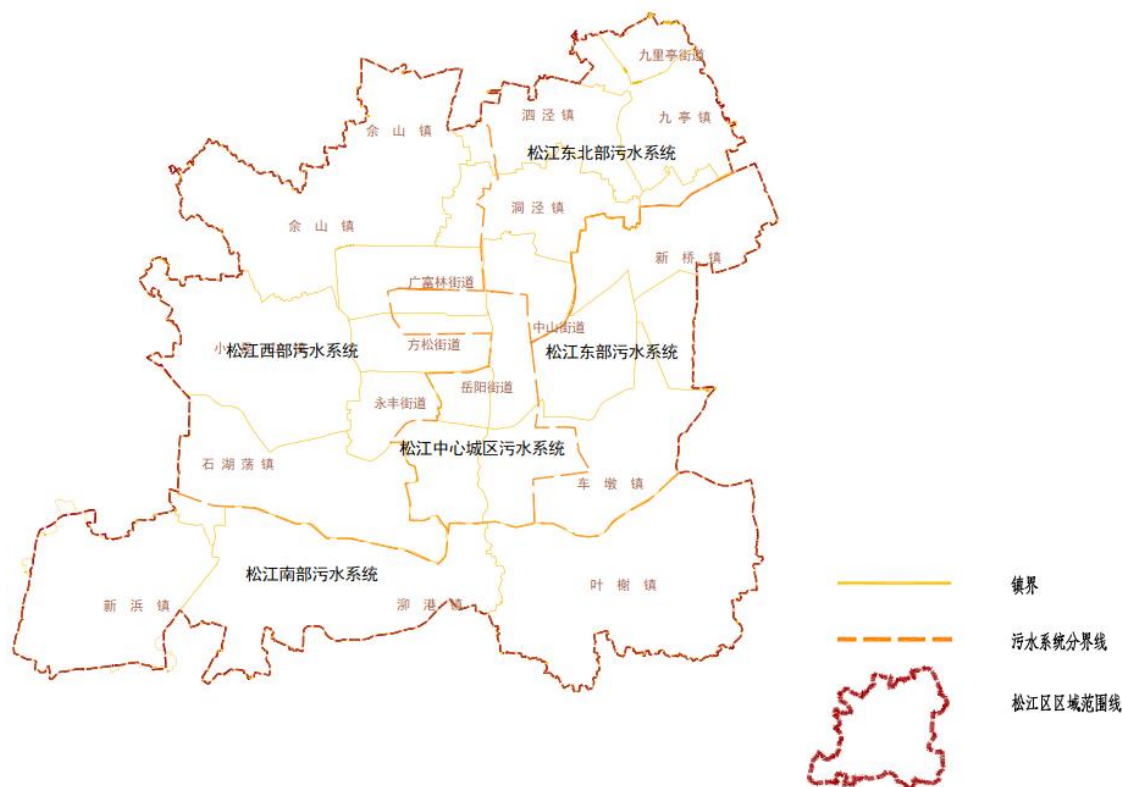 九里亭街道
泗泾镇
九亭镇
佘山镇
松江东北部污水系统
洞泾镇
佘山镇
新桥镇
广富林街道
中山街道
方松街道
小
松江西部污水系统
松江东部污水系统
岳阳街道
永丰街道
松江中心城区污水系统
石湖荡镇
车墩镇
松江南部污水系统
叶榭镇
新浜镇
泖港镇
镇界
污水系统分界线
松江区区域范围线